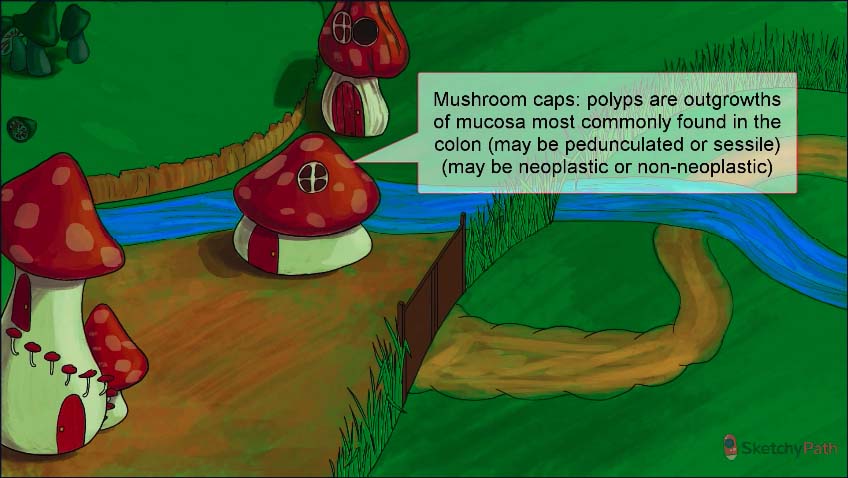 Mushroom caps: polyps are outgrowths
of mucosa most commonly found in the
colon (may be pedunculated or sessile)
(may be neoplastic or non-neoplastic)
SketchyPath